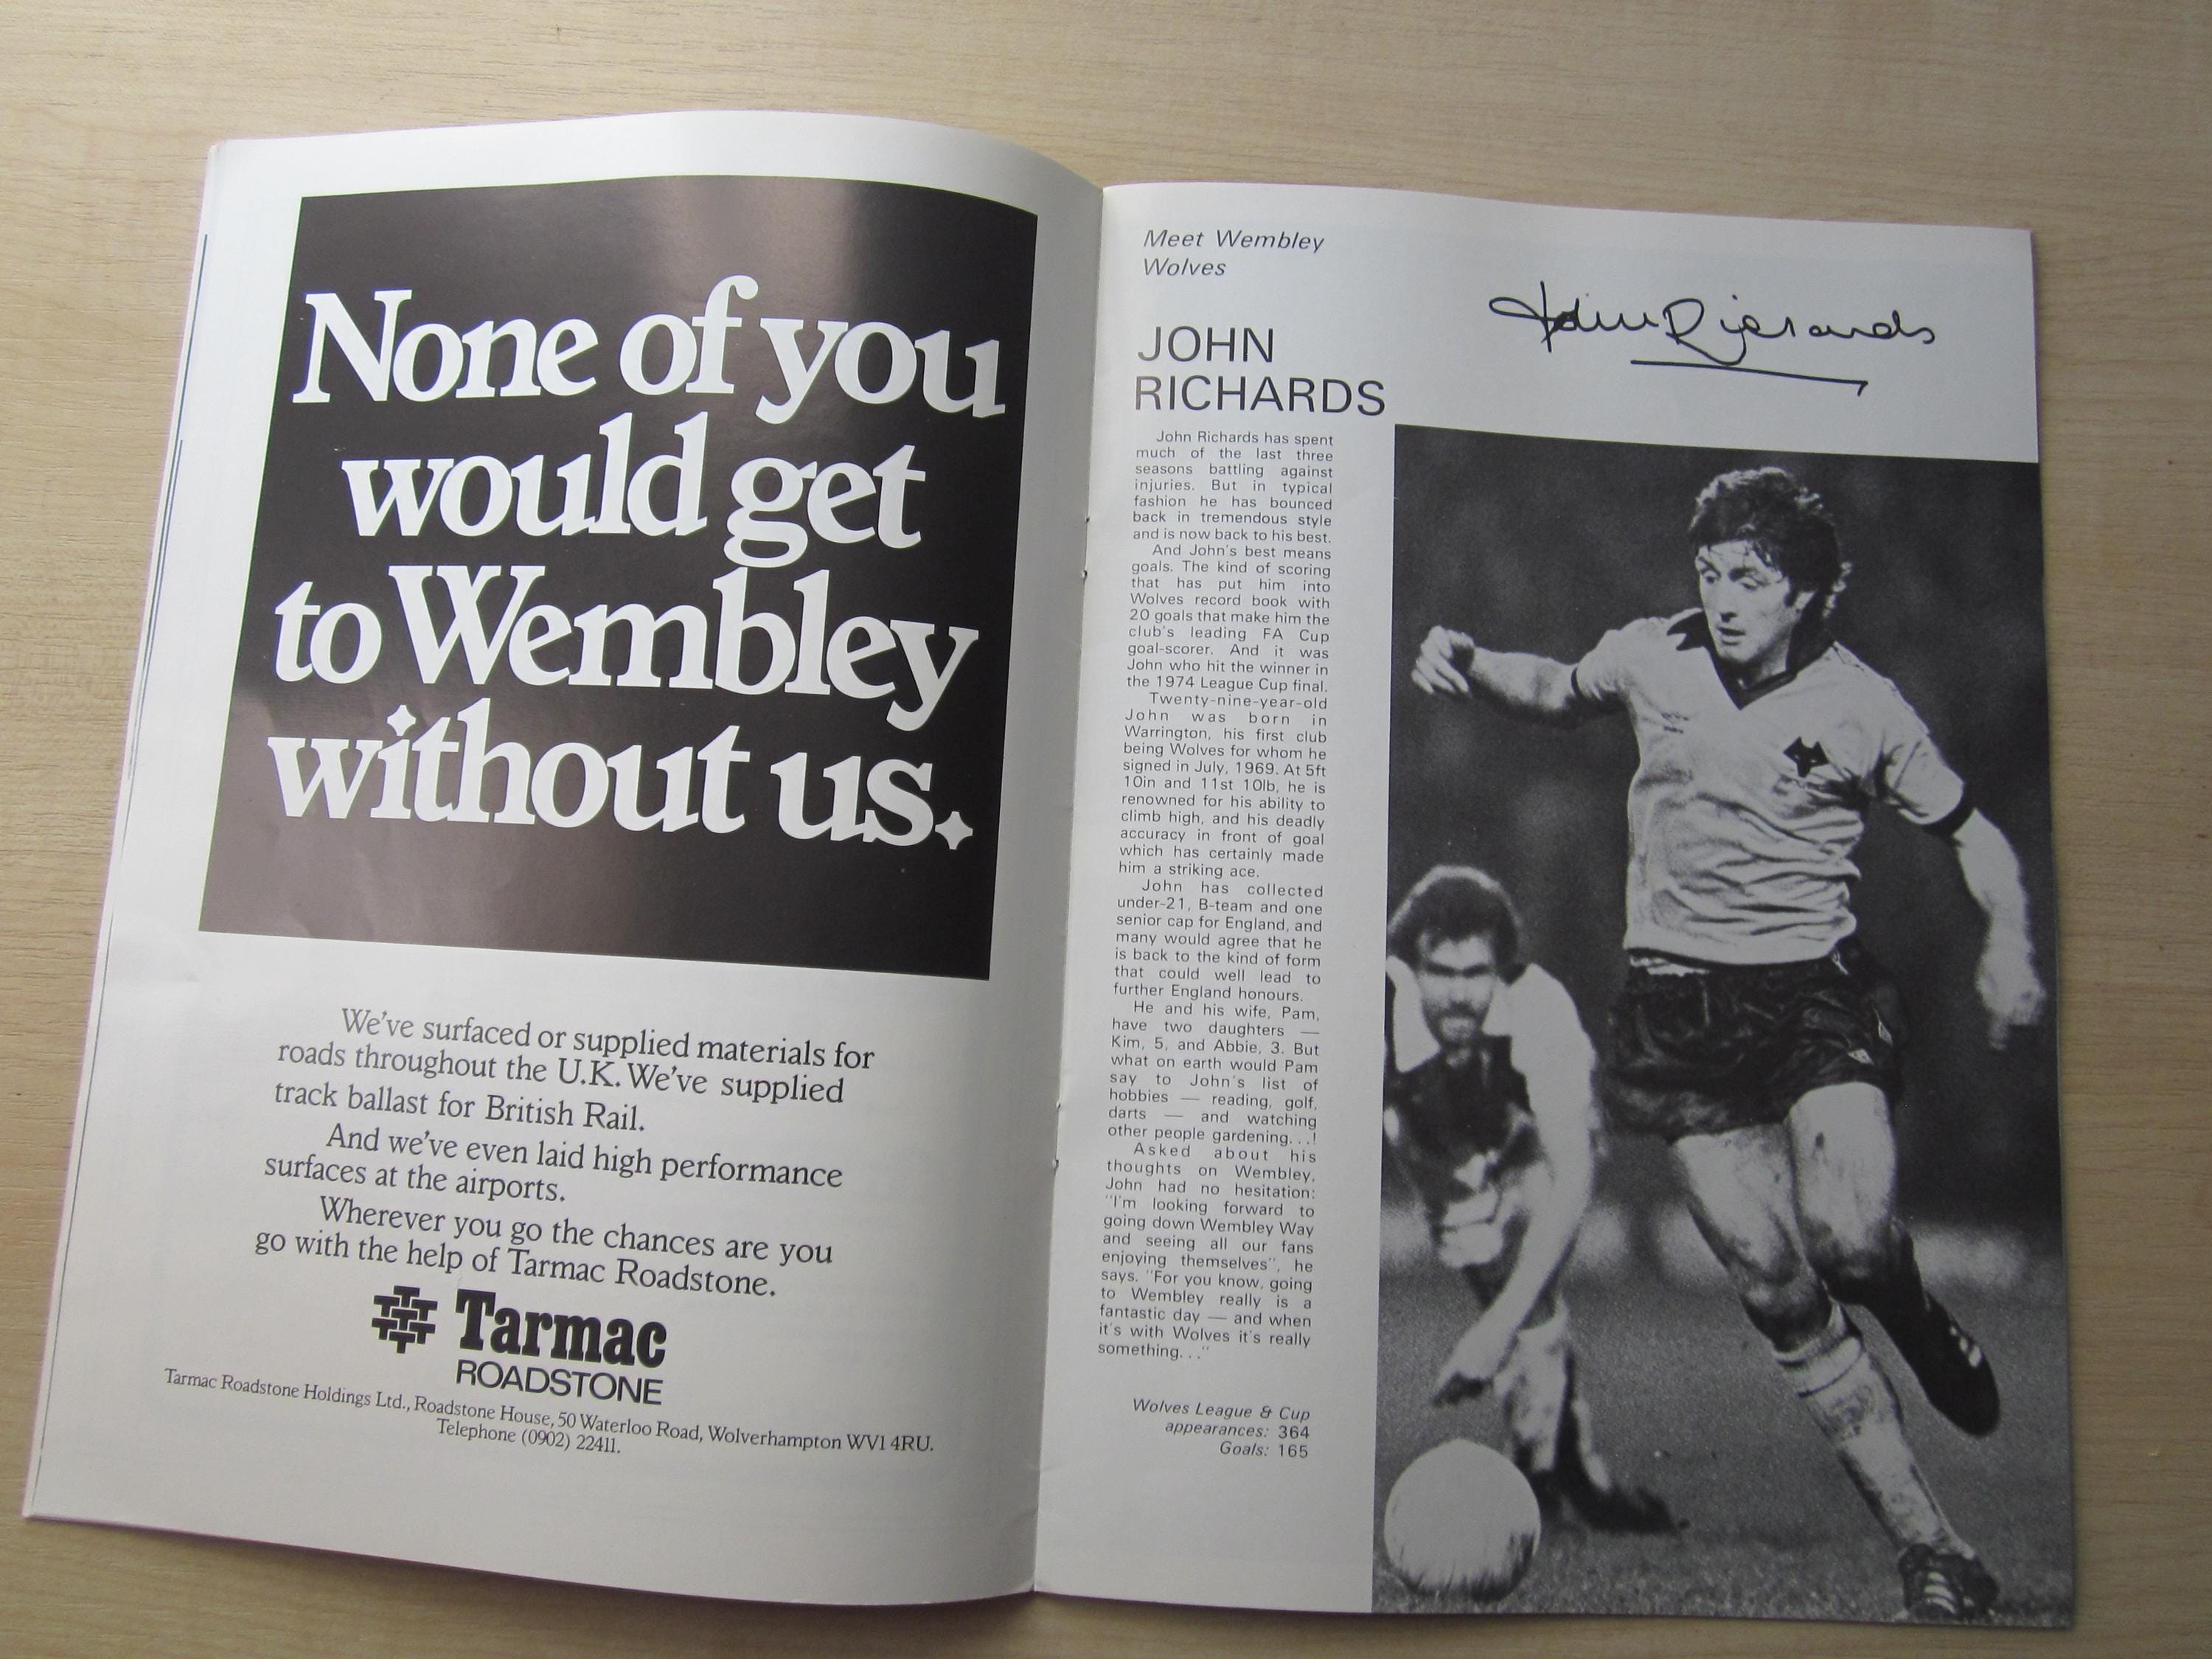 None of you
would get
to Wembley
without us.
We've surfaced or supplied materials for
roads throughout the U.K. We've supplied
track ballast for British Rail.
And we've even laid high performance
surfaces at the airports.
Wherever you go the chances are you
go with the help of Tarmac Roadstone.
Tarmac
ROADSTONE
Tarmac Roadstone Holdings Ltd., Roadstone House, 50 Waterloo Road, Wolverhampton WV1 4RU.
Telephone (0902) 22411.
Meet Wembley
Wolves
John Richards
JOHN
RICHARDS
John Richards has spent
much of the last three
seasons battling against
injuries. But in typical
fashion he has bounced
back in tremendous style
and is now back to his best.
And John's best means
goals. The kind of scoring
that has put him into
Wolves record book with
20 goals that make him the
club's leading FA Cup
goal-scorer. And it was
John who hit the winner in
the 1974 League Cup final.
Twenty-nine-year-old
John was born in
Warrington, his first club
being Wolves for whom he
signed in July, 1969. At 5ft
10in and 11st 10lb, he is
renowned for his ability to
climb high, and his deadly
accuracy in front of goal
which has certainly made
him a striking ace.
John has collected
under-21, B-team and one
senior cap for England, and
many would agree that he
is back to the kind of form
that could well lead to
further England honours.
He and his wife, Pam,
have two daughters —
Kim, 5, and Abbie, 3. But
what on earth would Pam
say to John's list of
hobbies — reading, golf,
darts — and watching
other people gardening. . .!
Asked about his
thoughts on Wembley,
John had no hesitation:
"I'm looking forward to
going down Wembley Way
and seeing all our fans
enjoying themselves", he
says. "For you know, going
to Wembley really is a
fantastic day — and when
it's with Wolves it's really
something. . ."
Wolves League & Cup
appearances: 364
Goals: 165